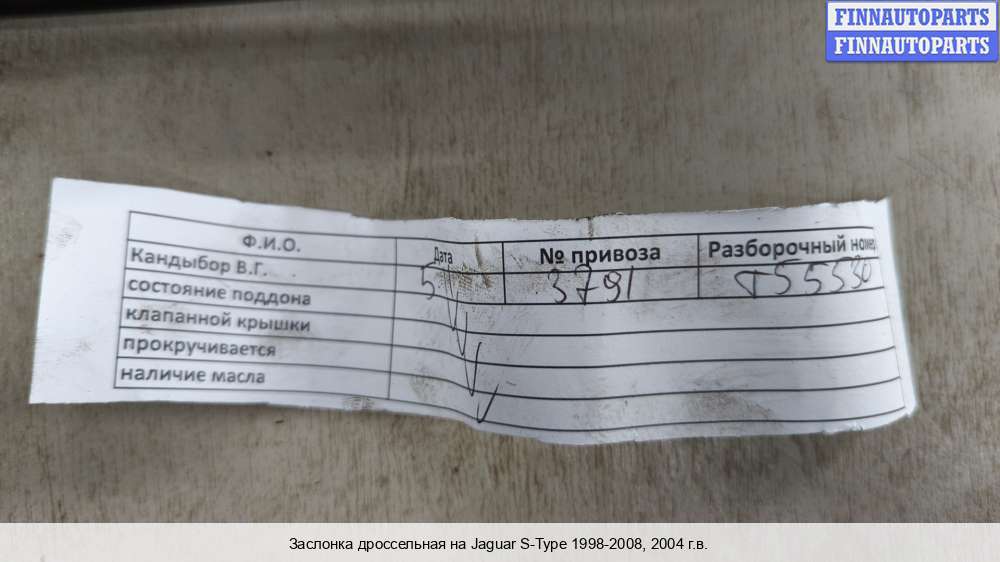 FINNAUTOPARTS
FINNAUTOPARTS
Ф.И.О. Дата № привоза Разборочный номер
Кандыбор В.Г. 5 3791 T55530
состояние поддона
клапанной крышки
прокручивается
наличие масла
Заслонка дроссельная на Jaguar S-Type 1998-2008, 2004 г.в.